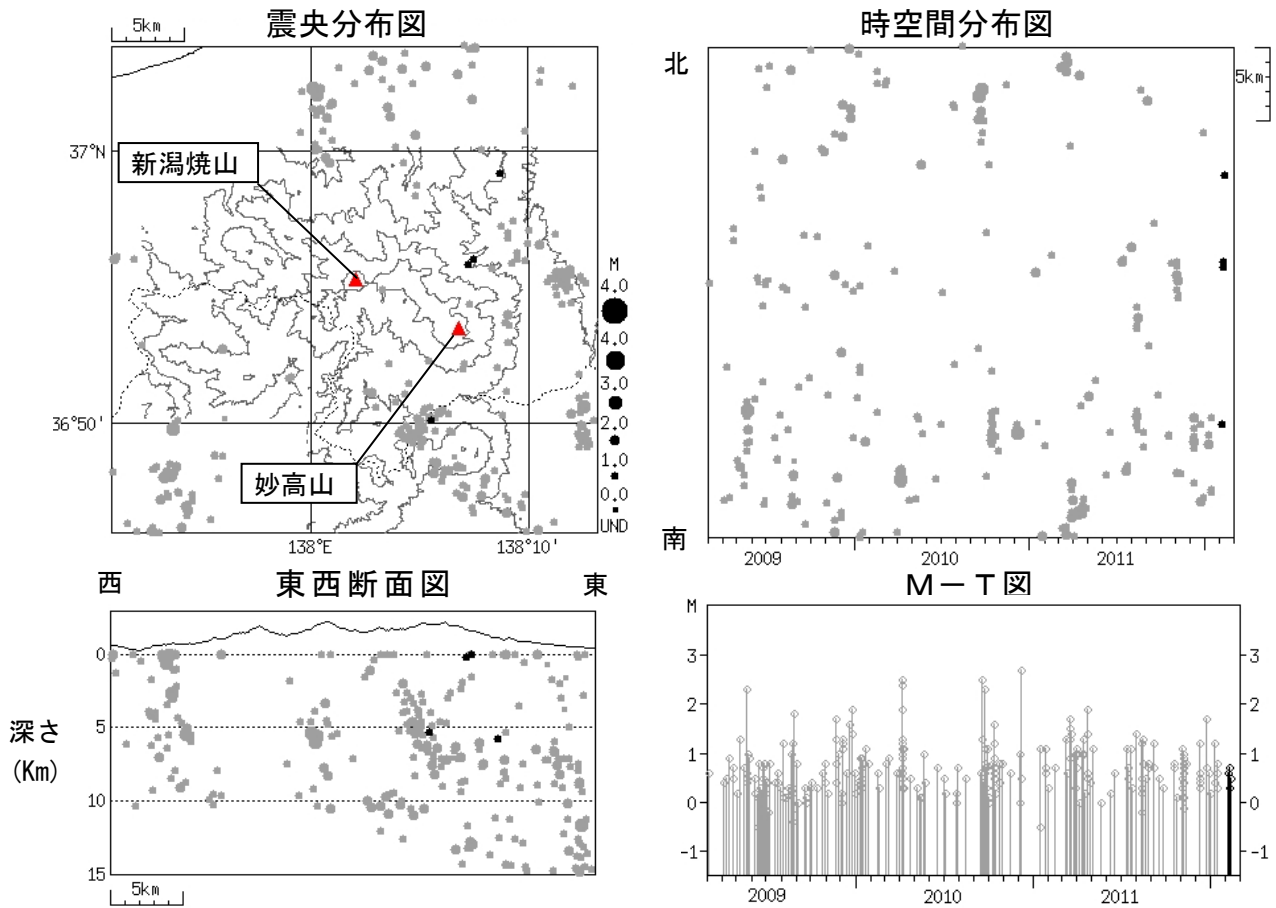 5km
震央分布図
37°N
新潟焼山
36°50'
妙高山
138°E
138°10'
M
4.0
4.0
3.0
2.0
1.0
0.0
UND
時空間分布図
北
5km
南
2009
2010
2011
西
東西断面図
東
0
5
10
15
深さ
(Km)
5km
M－T図
M
3
2
1
0
-1
3
2
1
0
-1
2009
2010
2011